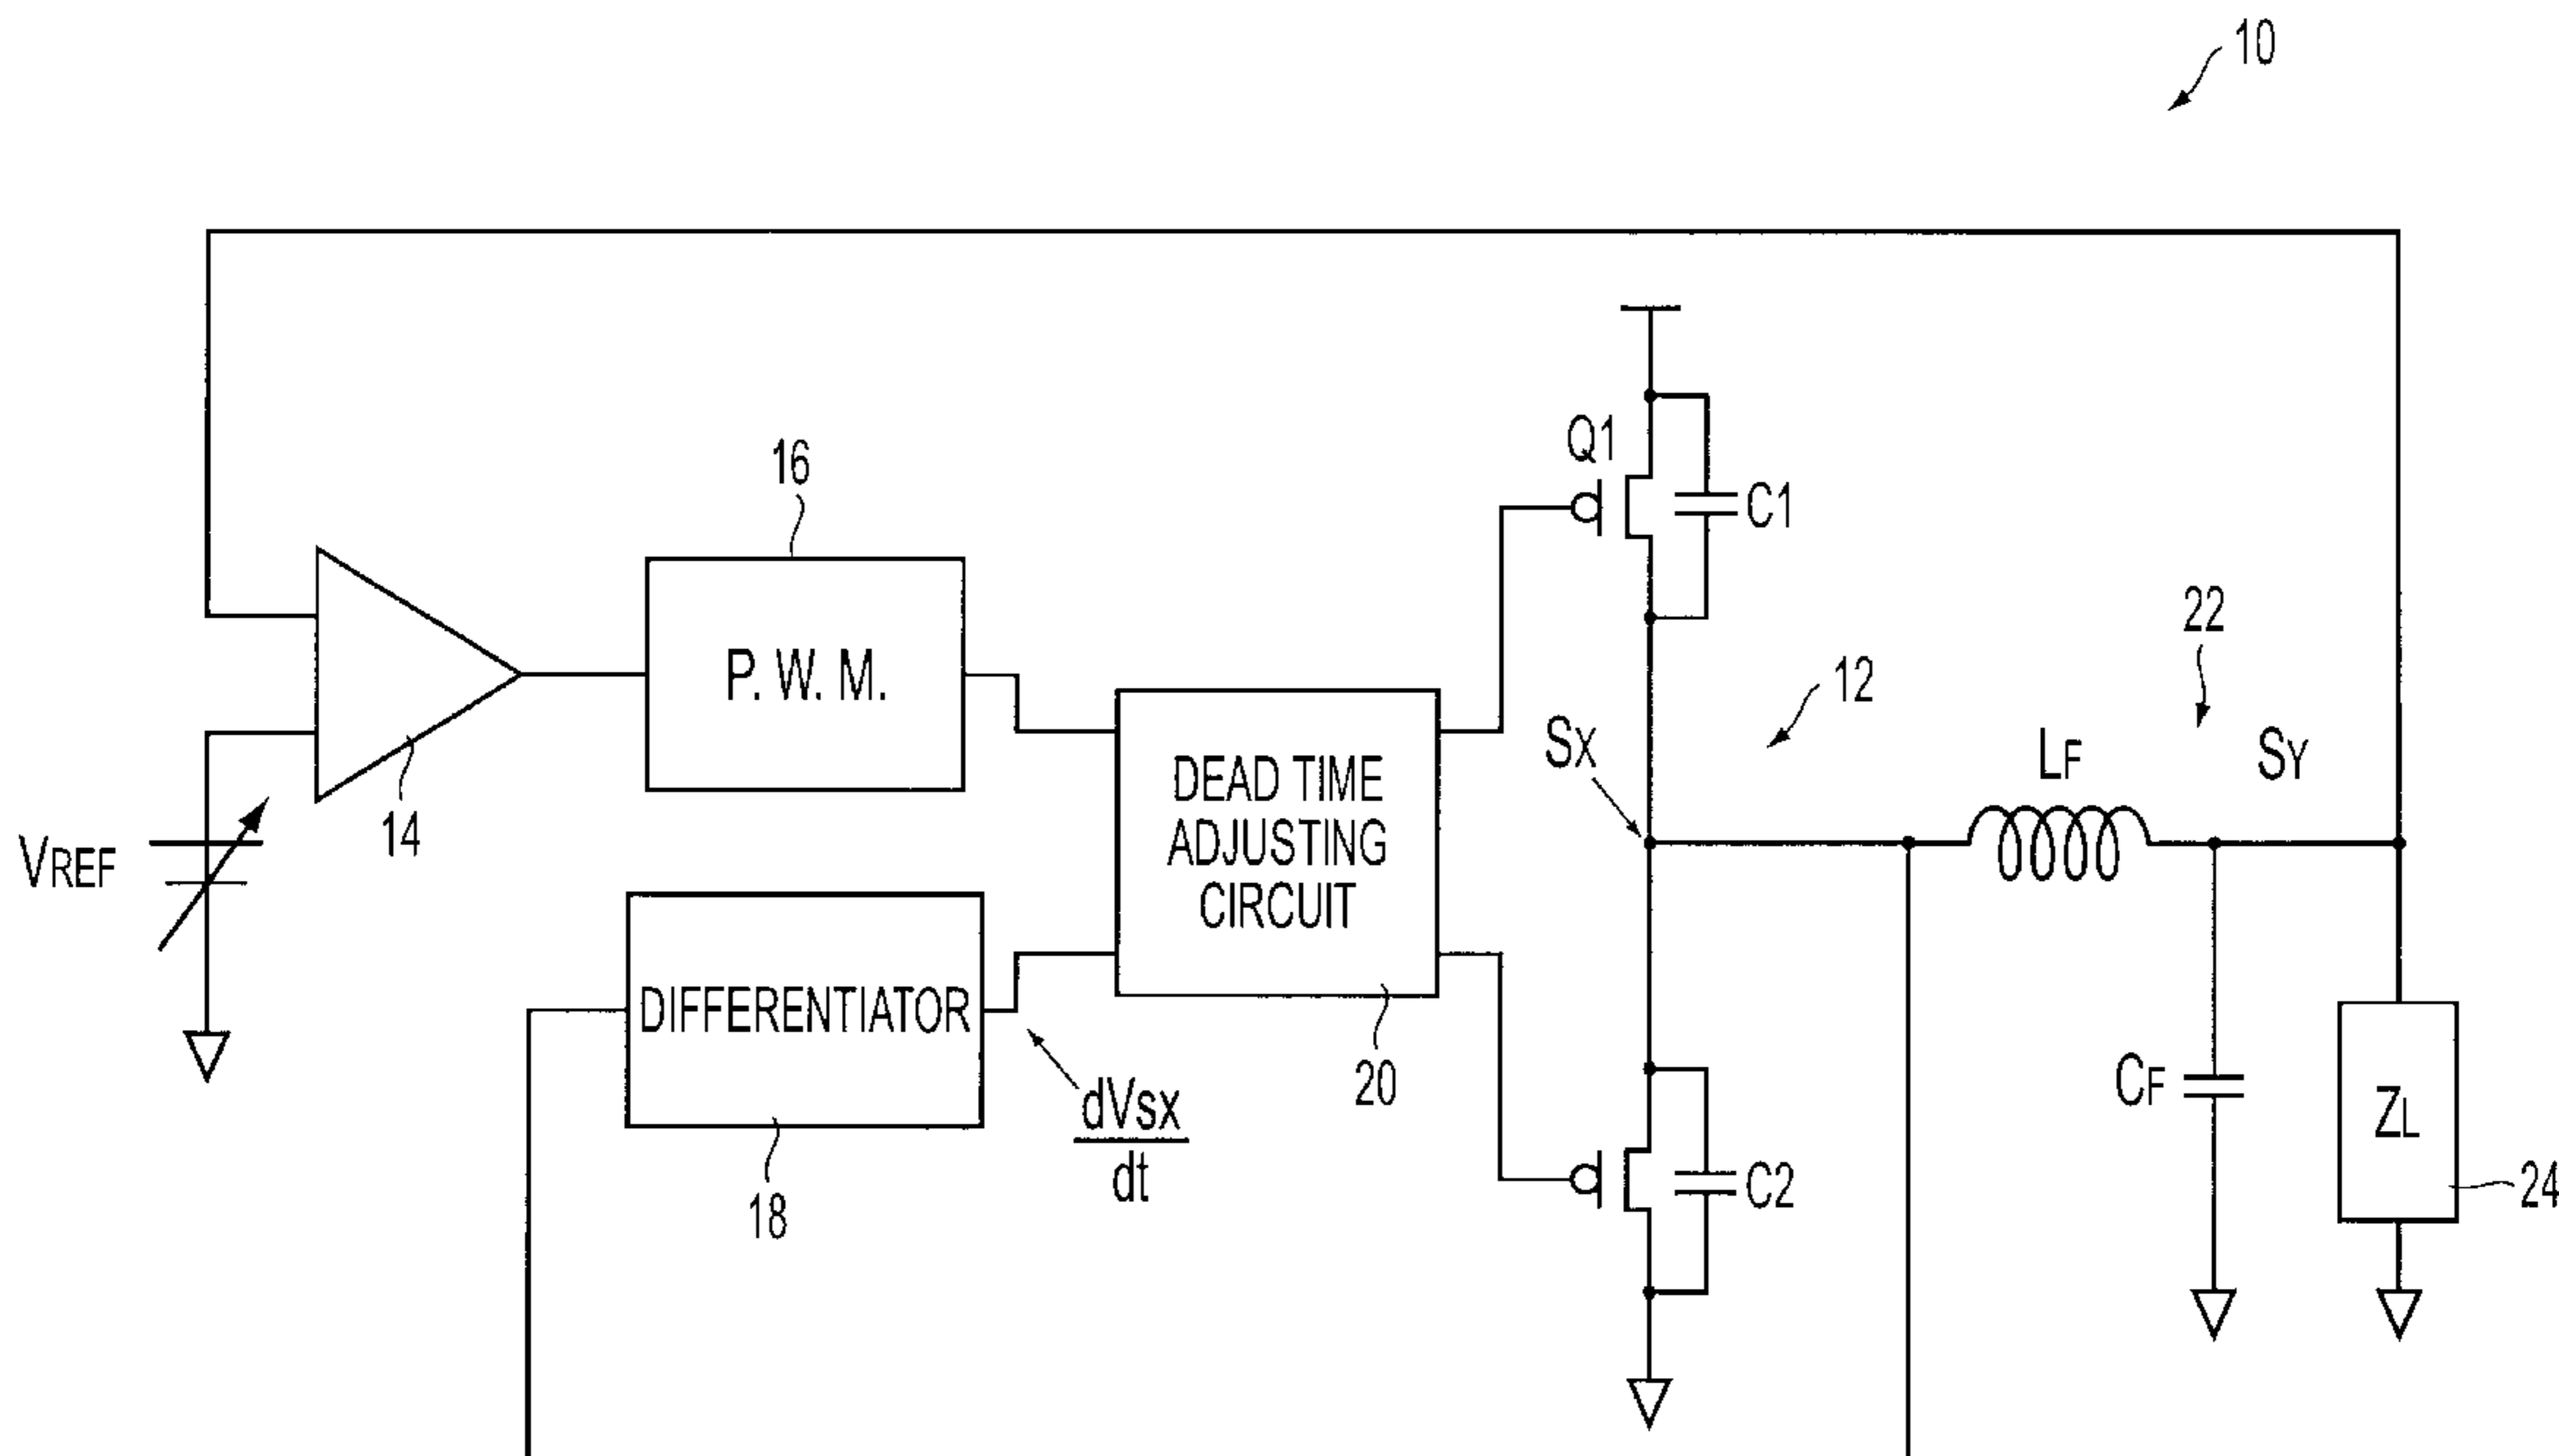 10
Q1
C1
16
P. W. M.
14
VREF
DEAD TIME
ADJUSTING
CIRCUIT
20
SX
12
22
LF
SY
DIFFERENTIATOR
18
dVSX
dt
C2
CF
ZL
24